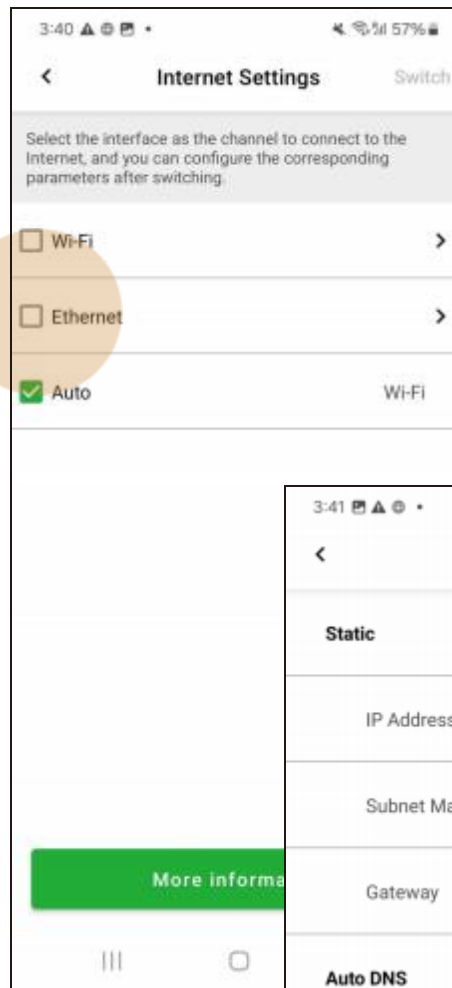 3:40
57%
Internet Settings
Switch
Select the interface as the channel to connect to the
Internet, and you can configure the corresponding
parameters after switching.
Wi-Fi
Ethernet
Auto
Wi-Fi
More informa
3:41
Static
IP Address
Subnet Ma
Gateway
Auto DNS